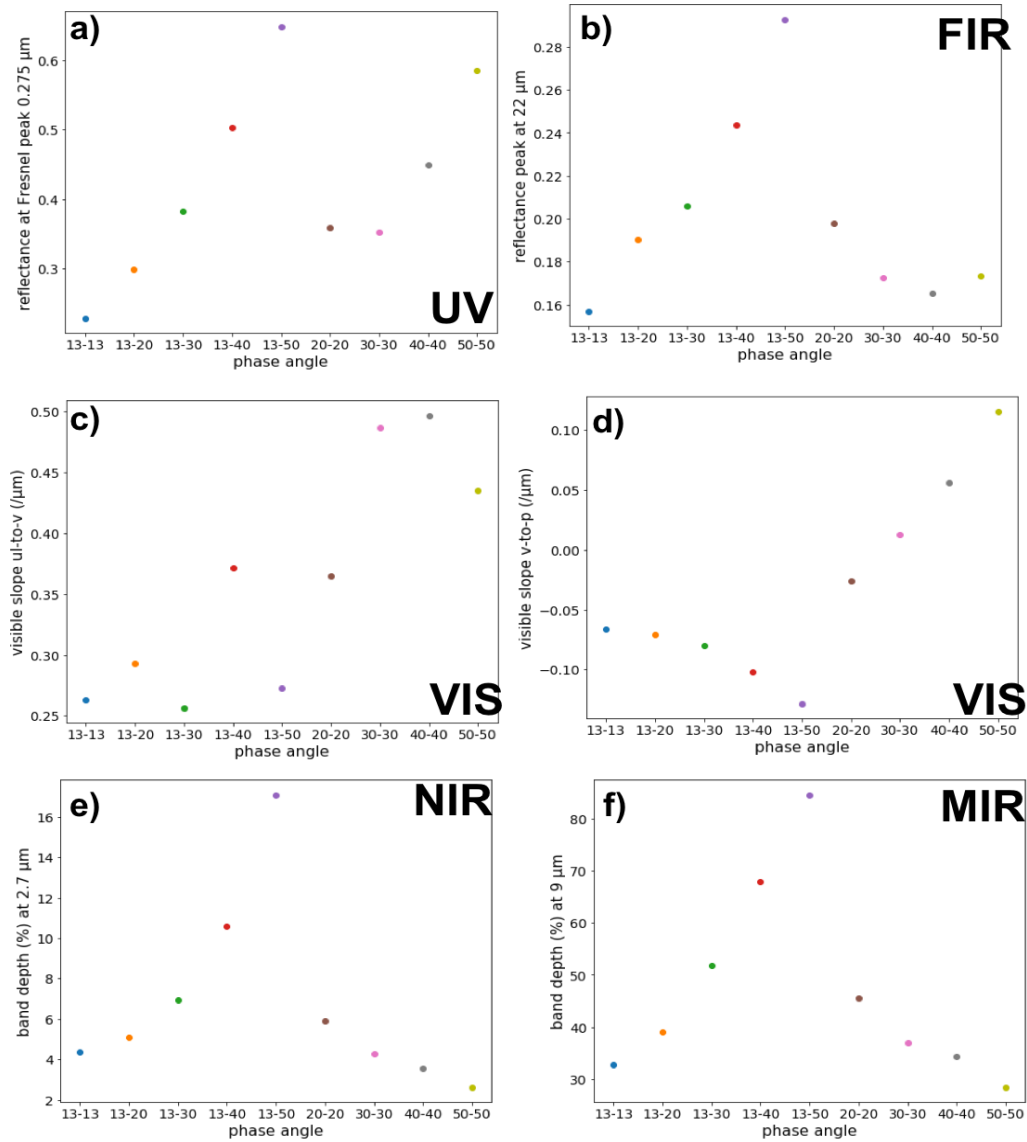 a)
UV
0.6
0.5
0.4
0.3
reflectance at Fresnel peak 0.275 µm
13-13 13-20 13-30 13-40 13-50 20-20 30-30 40-40 50-50
phase angle
b)
FIR
0.28
0.26
0.24
0.22
0.20
0.18
0.16
reflectance peak at 22 µm
13-13 13-20 13-30 13-40 13-50 20-20 30-30 40-40 50-50
phase angle
c)
VIS
0.50
0.45
0.40
0.35
0.30
0.25
visible slope ul-to-v (/µm)
13-13 13-20 13-30 13-40 13-50 20-20 30-30 40-40 50-50
phase angle
d)
VIS
0.10
0.05
0.00
−0.05
−0.10
visible slope v-to-p (/µm)
13-13 13-20 13-30 13-40 13-50 20-20 30-30 40-40 50-50
phase angle
e)
NIR
16
14
12
10
8
6
4
2
band depth (%) at 2.7 µm
13-13 13-20 13-30 13-40 13-50 20-20 30-30 40-40 50-50
phase angle
f)
MIR
80
70
60
50
40
30
band depth (%) at 9 µm
13-13 13-20 13-30 13-40 13-50 20-20 30-30 40-40 50-50
phase angle